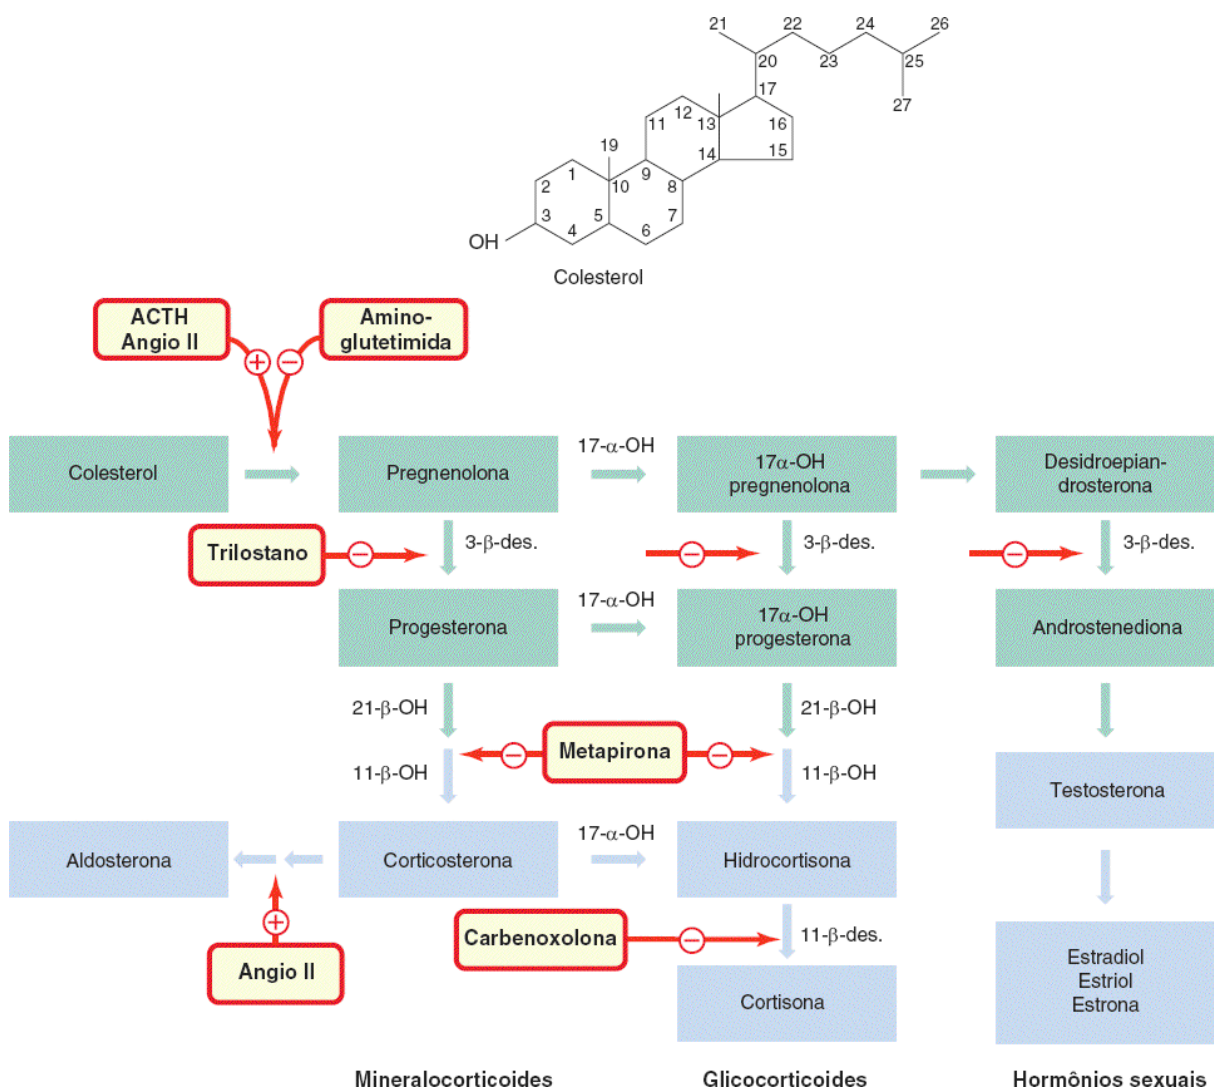 21
22
24
26
20
23
25
27
17
12
11
13
16
19
14
15
1
9
2
10
8
3
5
7
4
6
OH
Colesterol
ACTH
Angio II
Amino-
glutetimida
+
−
Colesterol
Pregnenolona
17-α-OH
17α-OH
pregnenolona
Desidroepian-
drosterona
Trilostano
−
3-β-des.
−
3-β-des.
−
3-β-des.
Progesterona
17-α-OH
17α-OH
progesterona
Androstenediona
21-β-OH
21-β-OH
−
Metapirona
−
11-β-OH
11-β-OH
Testosterona
Aldosterona
Corticosterona
17-α-OH
Hidrocortisona
+
Angio II
Carbenoxolona
−
11-β-des.
Cortisona
Estradiol
Estriol
Estrona
Mineralocorticoides
Glicocorticoides
Hormônios sexuais